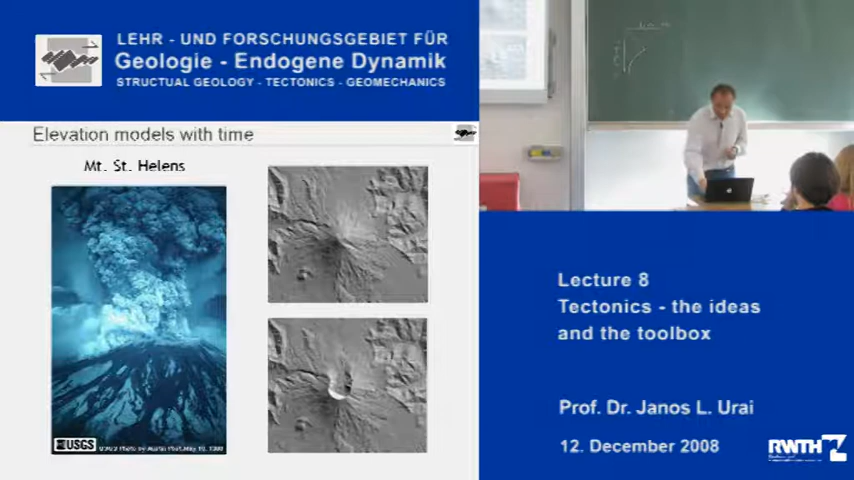 LEHR - UND FORSCHUNGSGEBIET FÜR
Geologie - Endogene Dynamik
STRUCTURAL GEOLOGY - TECTONICS - GEOMECHANICS
Elevation models with time
Mt. St. Helens
USGS
Lecture 8
Tectonics - the ideas
and the toolbox
Prof. Dr. Janos L. Urai
12. December 2008
RWTH